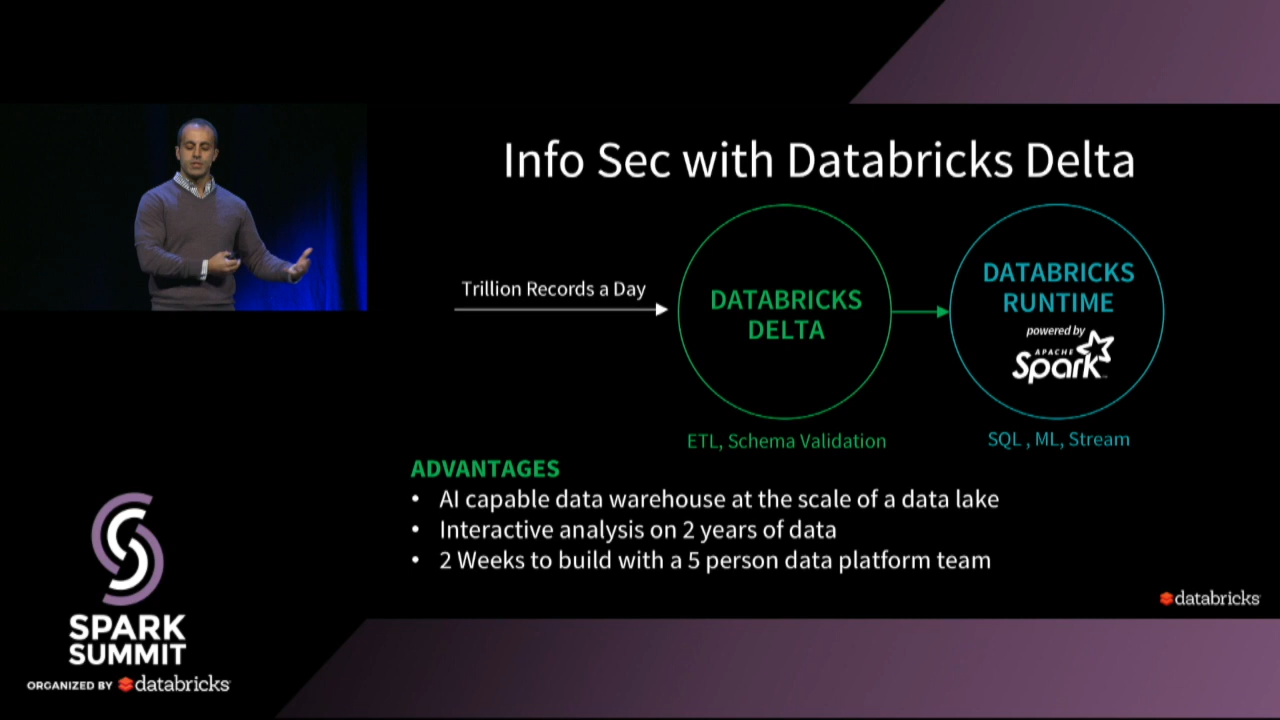 Info Sec with Databricks Delta
Trillion Records a Day
DATABRICKS
DELTA
ETL, Schema Validation
DATABRICKS
RUNTIME
powered by
APACHE
Spark
SQL , ML, Stream
ADVANTAGES
• AI capable data warehouse at the scale of a data lake
• Interactive analysis on 2 years of data
• 2 Weeks to build with a 5 person data platform team
databricks
SPARK
SUMMIT
ORGANIZED BY databricks